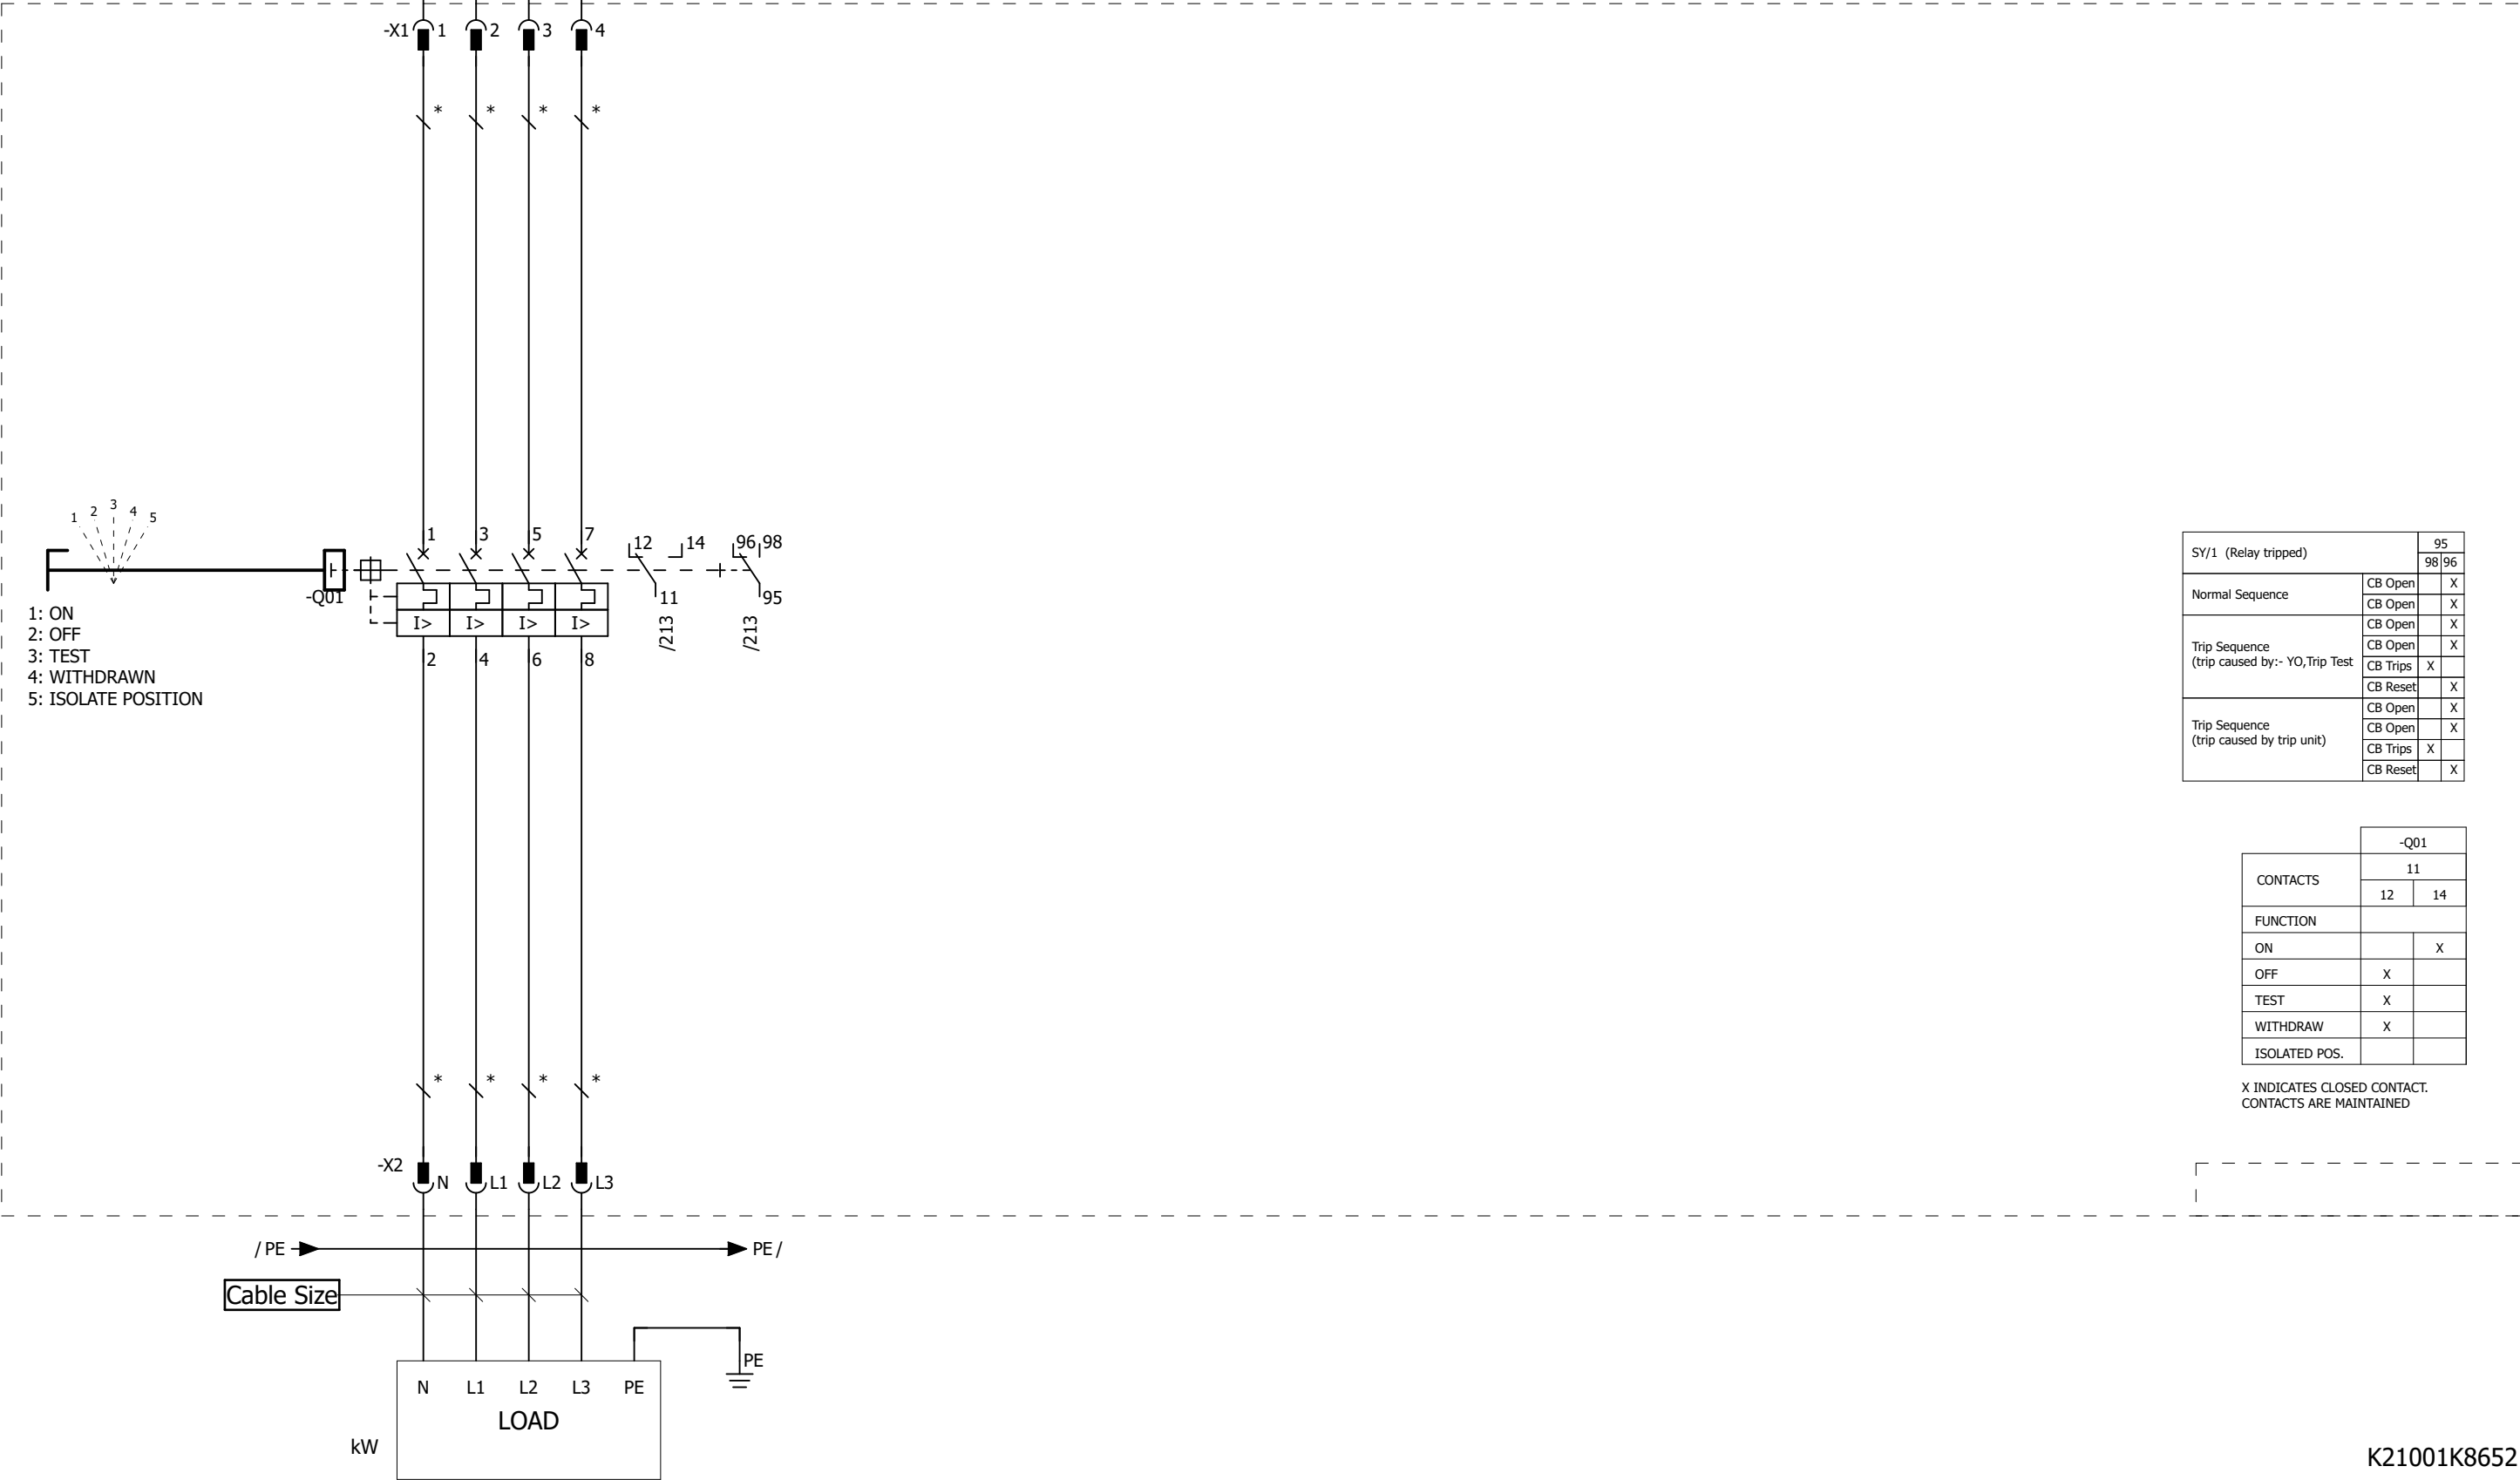 -X1 1 2 3 4
* * * *
1 2 3 4 5
1 3 5 7
12 14 96 98
-Q01
11 95
I> I> I> I>
/213 /213
2 4 6 8
1: ON
2: OFF
3: TEST
4: WITHDRAWN
5: ISOLATE POSITION
SY/1 (Relay tripped) 95
98 96
Normal Sequence
CB Open X
CB Open X
Trip Sequence
(trip caused by:- YO,Trip Test
CB Open X
CB Open X
CB Trips X
CB Reset X
Trip Sequence
(trip caused by trip unit)
CB Open X
CB Open X
CB Trips X
CB Reset X
-Q01
CONTACTS 11
12 14
FUNCTION
ON X
OFF X
TEST X
WITHDRAW X
ISOLATED POS.
X INDICATES CLOSED CONTACT.
CONTACTS ARE MAINTAINED
* * * *
-X2 N L1 L2 L3
/ PE PE /
Cable Size
PE
N L1 L2 L3 PE
LOAD
kW
K21001K8652